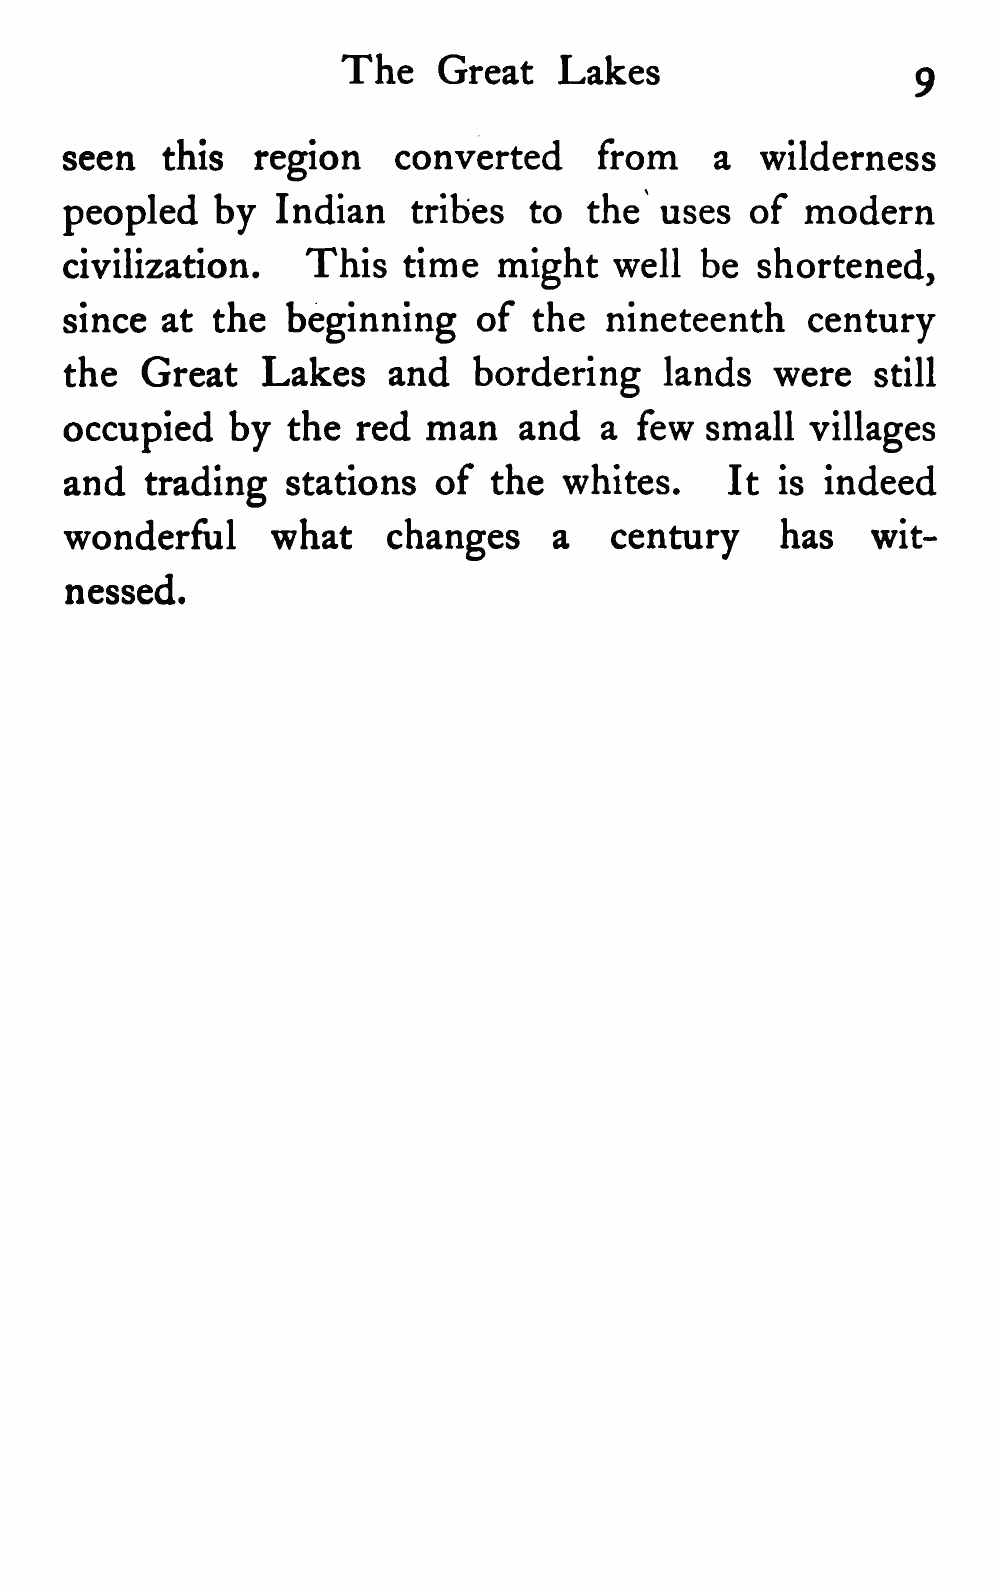 The Great Lakes 9
seen this region converted from a wilderness
peopled by Indian tribes to the uses of modern
civilization. This time might well be shortened,
since at the beginning of the nineteenth century
the Great Lakes and bordering lands were still
occupied by the red man and a few small villages
and trading stations of the whites. It is indeed
wonderful what changes a century has wit-
nessed.